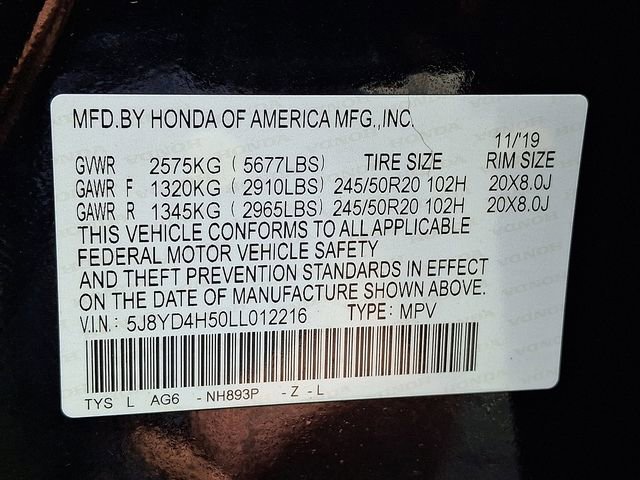 MFD.BY HONDA OF AMERICA MFG.,INC.
11/'19
GVWR 2575KG ( 5677LBS) TIRE SIZE RIM SIZE
GAWR F 1320KG ( 2910LBS) 245/50R20 102H 20X8.0J
GAWR R 1345KG ( 2965LBS) 245/50R20 102H 20X8.0J
THIS VEHICLE CONFORMS TO ALL APPLICABLE
FEDERAL MOTOR VEHICLE SAFETY
AND THEFT PREVENTION STANDARDS IN EFFECT
ON THE DATE OF MANUFACTURE SHOWN ABOVE.
V.I.N.: 5J8YD4H50LL012216 TYPE: MPV
TYS L AG6 - NH893P - Z - L